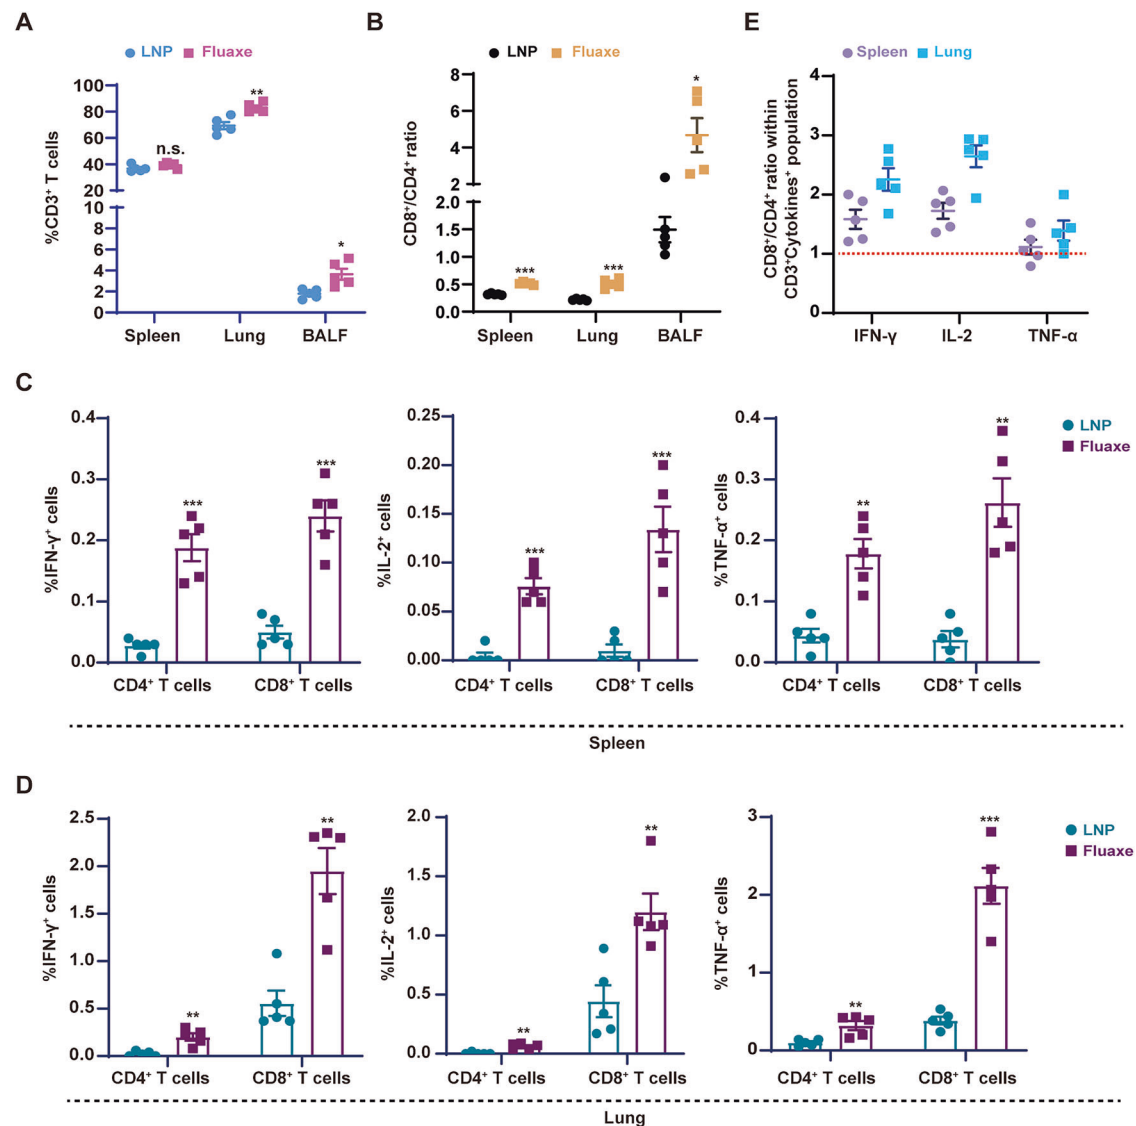 A
LNP Fluaxe
%CD3⁺ T cells
100
80
60
40
20
10
8
6
4
2
0
n.s.
**
*
Spleen Lung BALF
B
LNP Fluaxe
CD8⁺/CD4⁺ ratio
8
6
4
2
2.0
1.5
1.0
0.5
0.0
***
***
*
Spleen Lung BALF
E
Spleen Lung
CD8⁺/CD4⁺ ratio within
CD3⁺Cytokines⁺ population
4
3
2
1
0
IFN-γ IL-2 TNF-α
C
%IFN-γ⁺ cells
0.4
0.3
0.2
0.1
0.0
***
***
CD4⁺ T cells CD8⁺ T cells
%IL-2⁺ cells
0.25
0.20
0.15
0.10
0.05
0.00
***
***
CD4⁺ T cells CD8⁺ T cells
%TNF-α⁺ cells
0.4
0.3
0.2
0.1
0.0
**
**
CD4⁺ T cells CD8⁺ T cells
LNP
Fluaxe
Spleen
D
%IFN-γ⁺ cells
2.5
2.0
1.5
1.0
0.5
0.0
**
**
CD4⁺ T cells CD8⁺ T cells
%IL-2⁺ cells
2.0
1.5
1.0
0.5
0.0
**
**
CD4⁺ T cells CD8⁺ T cells
%TNF-α⁺ cells
3
2
1
0
**
***
CD4⁺ T cells CD8⁺ T cells
LNP
Fluaxe
Lung